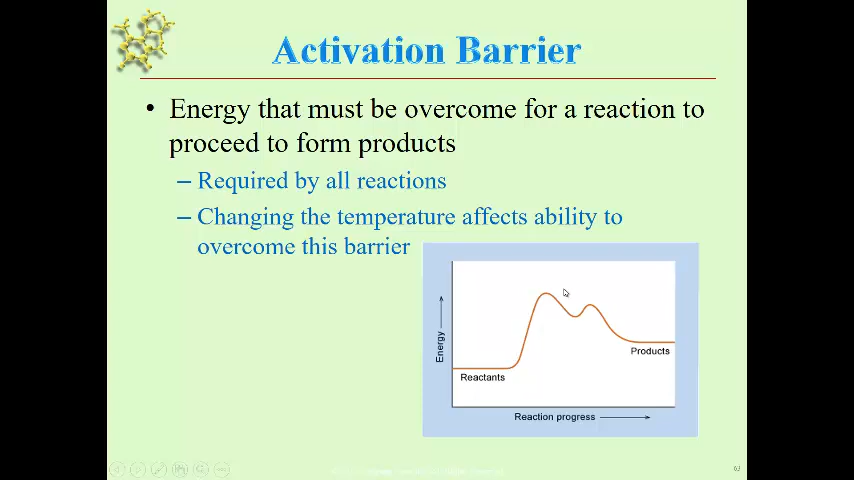 Activation Barrier
• Energy that must be overcome for a reaction to
proceed to form products
– Required by all reactions
– Changing the temperature affects ability to
overcome this barrier
Energy
Products
Reactants
Reaction progress